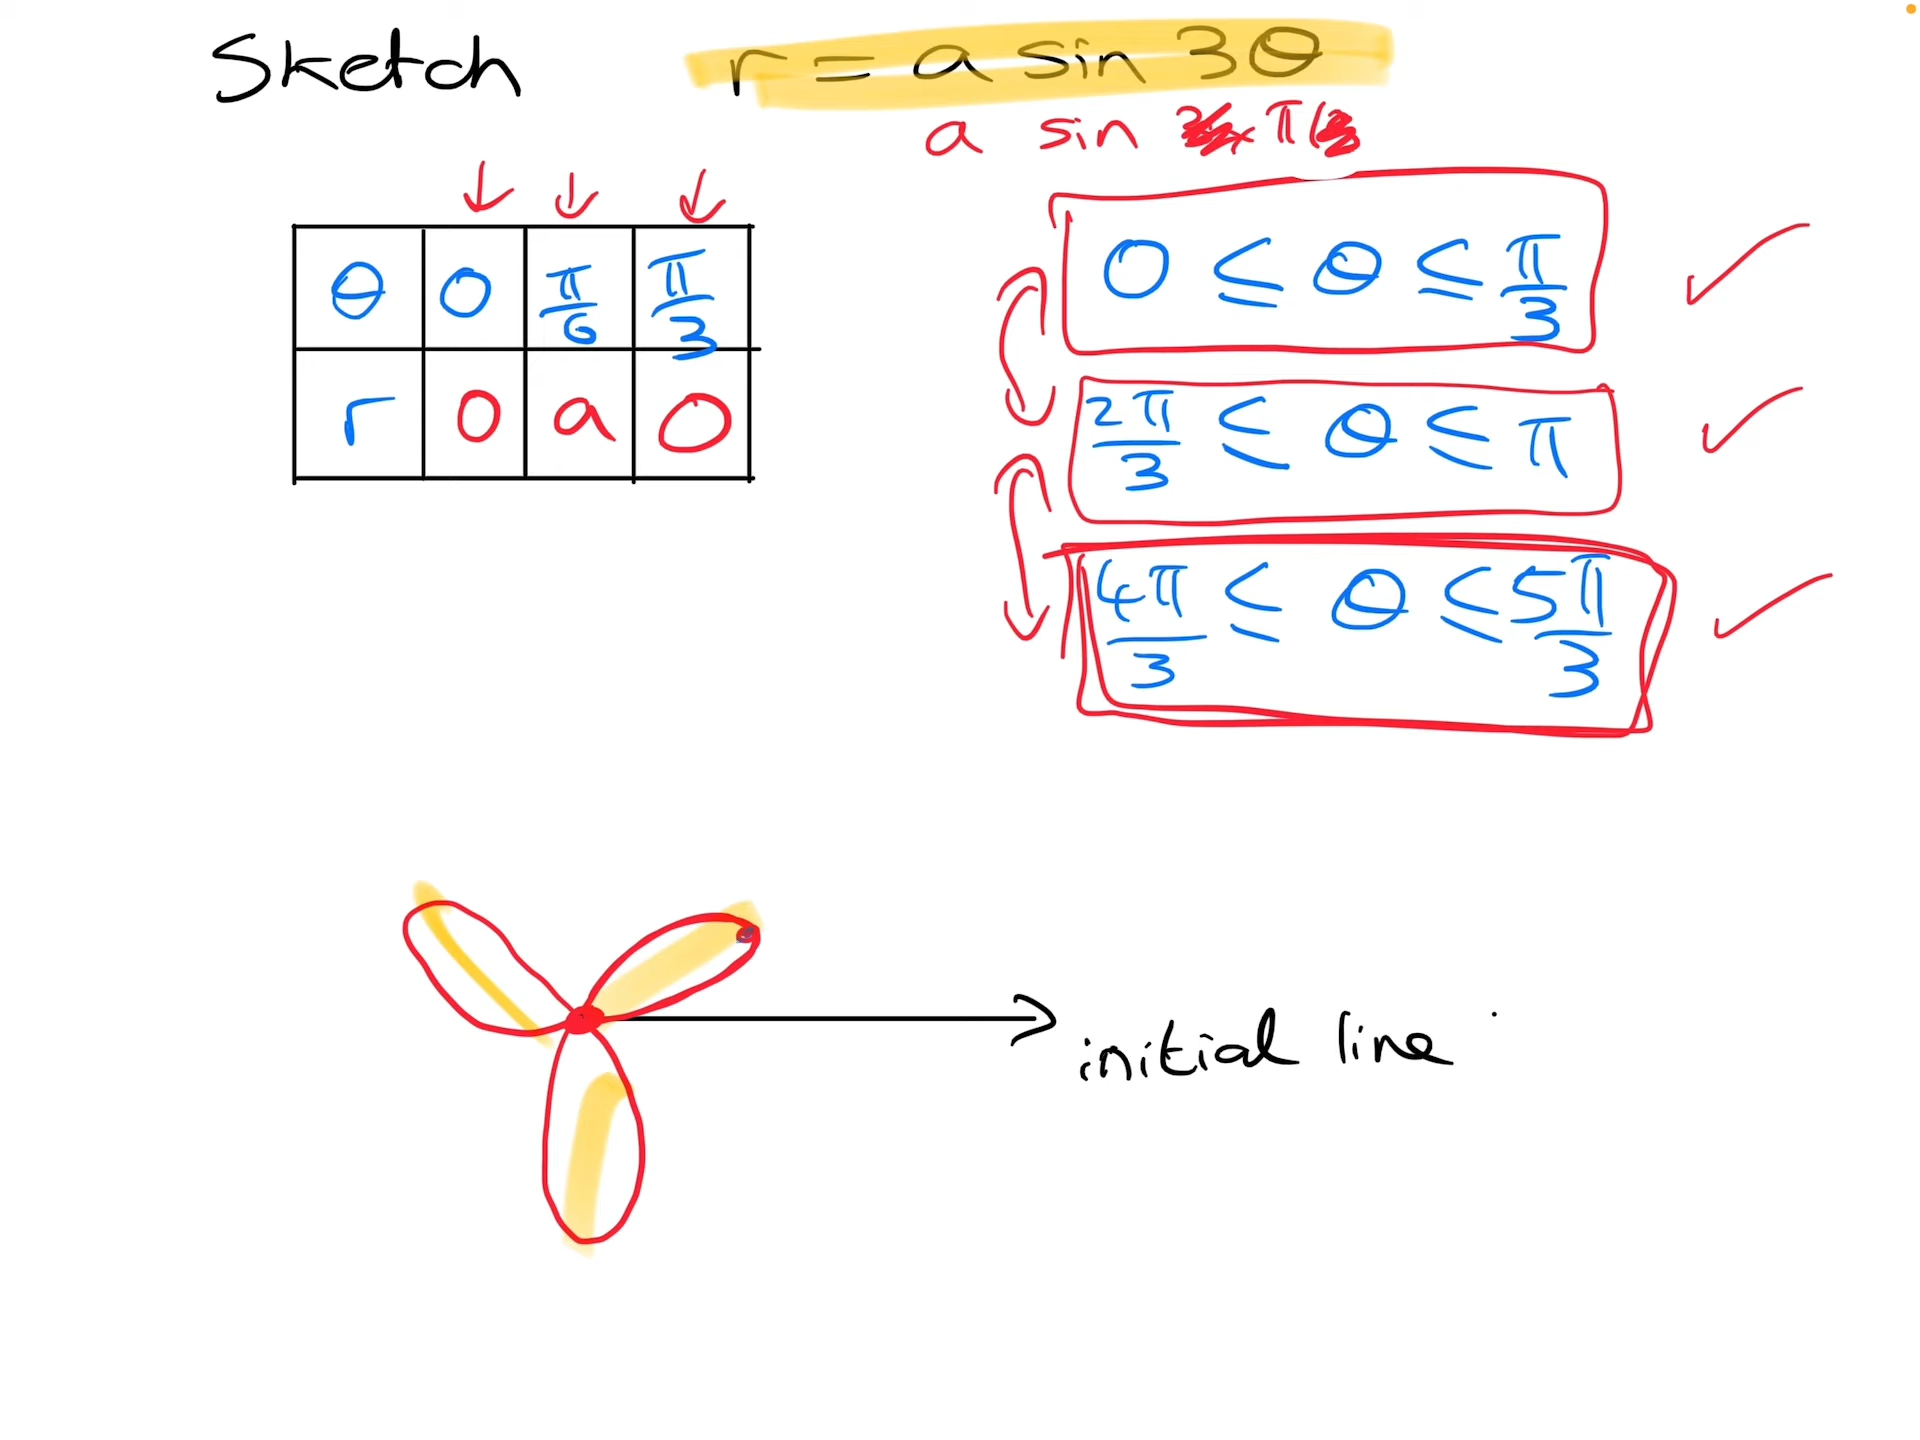 Sketch r = a sin 3θ
a sin π
θ 0 π/6 π/3
r 0 a 0
0 ≤ θ ≤ π/3
2π/3 ≤ θ ≤ π
4π/3 ≤ θ ≤ 5π/3
initial line